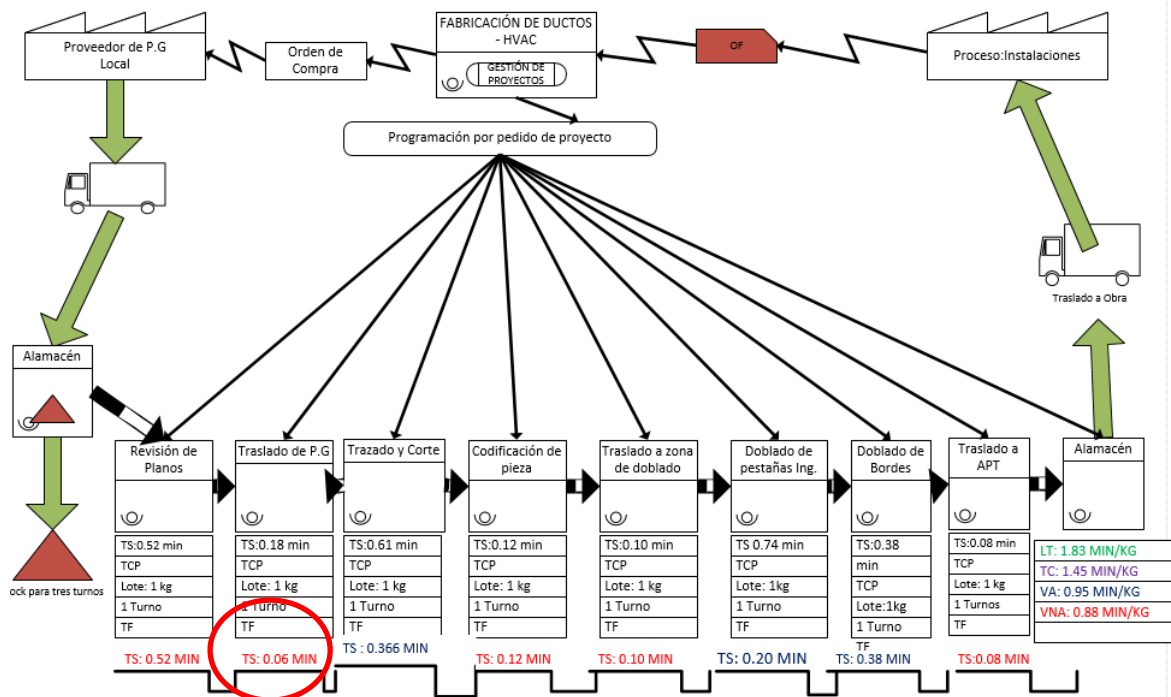 Proveedor de P.G
Local
Orden de
Compra
FABRICACIÓN DE DUCTOS
- HVAC
GESTIÓN DE
PROYECTOS
OF
Proceso:Instalaciones
Programación por pedido de proyecto
Traslado a Obra
Alamacén
ock para tres turnos
Revisión de
Planos
TS:0.52 min
TCP
Lote: 1 kg
1 Turno
TF
Traslado de P.G
TS:0.18 min
TCP
Lote: 1 kg
1 Turno
TF
Trazado y Corte
TS:0.61 min
TCP
Lote: 1 kg
1 Turno
TF
Codificación de
pieza
TS:0.12 min
TCP
Lote: 1 kg
1 Turno
TF
Traslado a zona
de doblado
TS:0.10 min
TCP
Lote: 1 kg
1 Turno
TF
Doblado de
pestañas Ing.
TS 0.74 min
TCP
Lote: 1kg
1 Turno
TF
Doblado de
Bordes
TS:0.38
min
TCP
Lote:1kg
1 Turno
TF
Traslado a
APT
TS:0.08 min
TCP
Lote: 1 kg
1 Turnos
TF
Alamacén
LT: 1.83 MIN/KG
TC: 1.45 MIN/KG
VA: 0.95 MIN/KG
VNA: 0.88 MIN/KG
TS: 0.52 MIN
TS: 0.06 MIN
TS : 0.366 MIN
TS: 0.12 MIN
TS: 0.10 MIN
TS: 0.20 MIN
TS: 0.38 MIN
TS:0.08 MIN